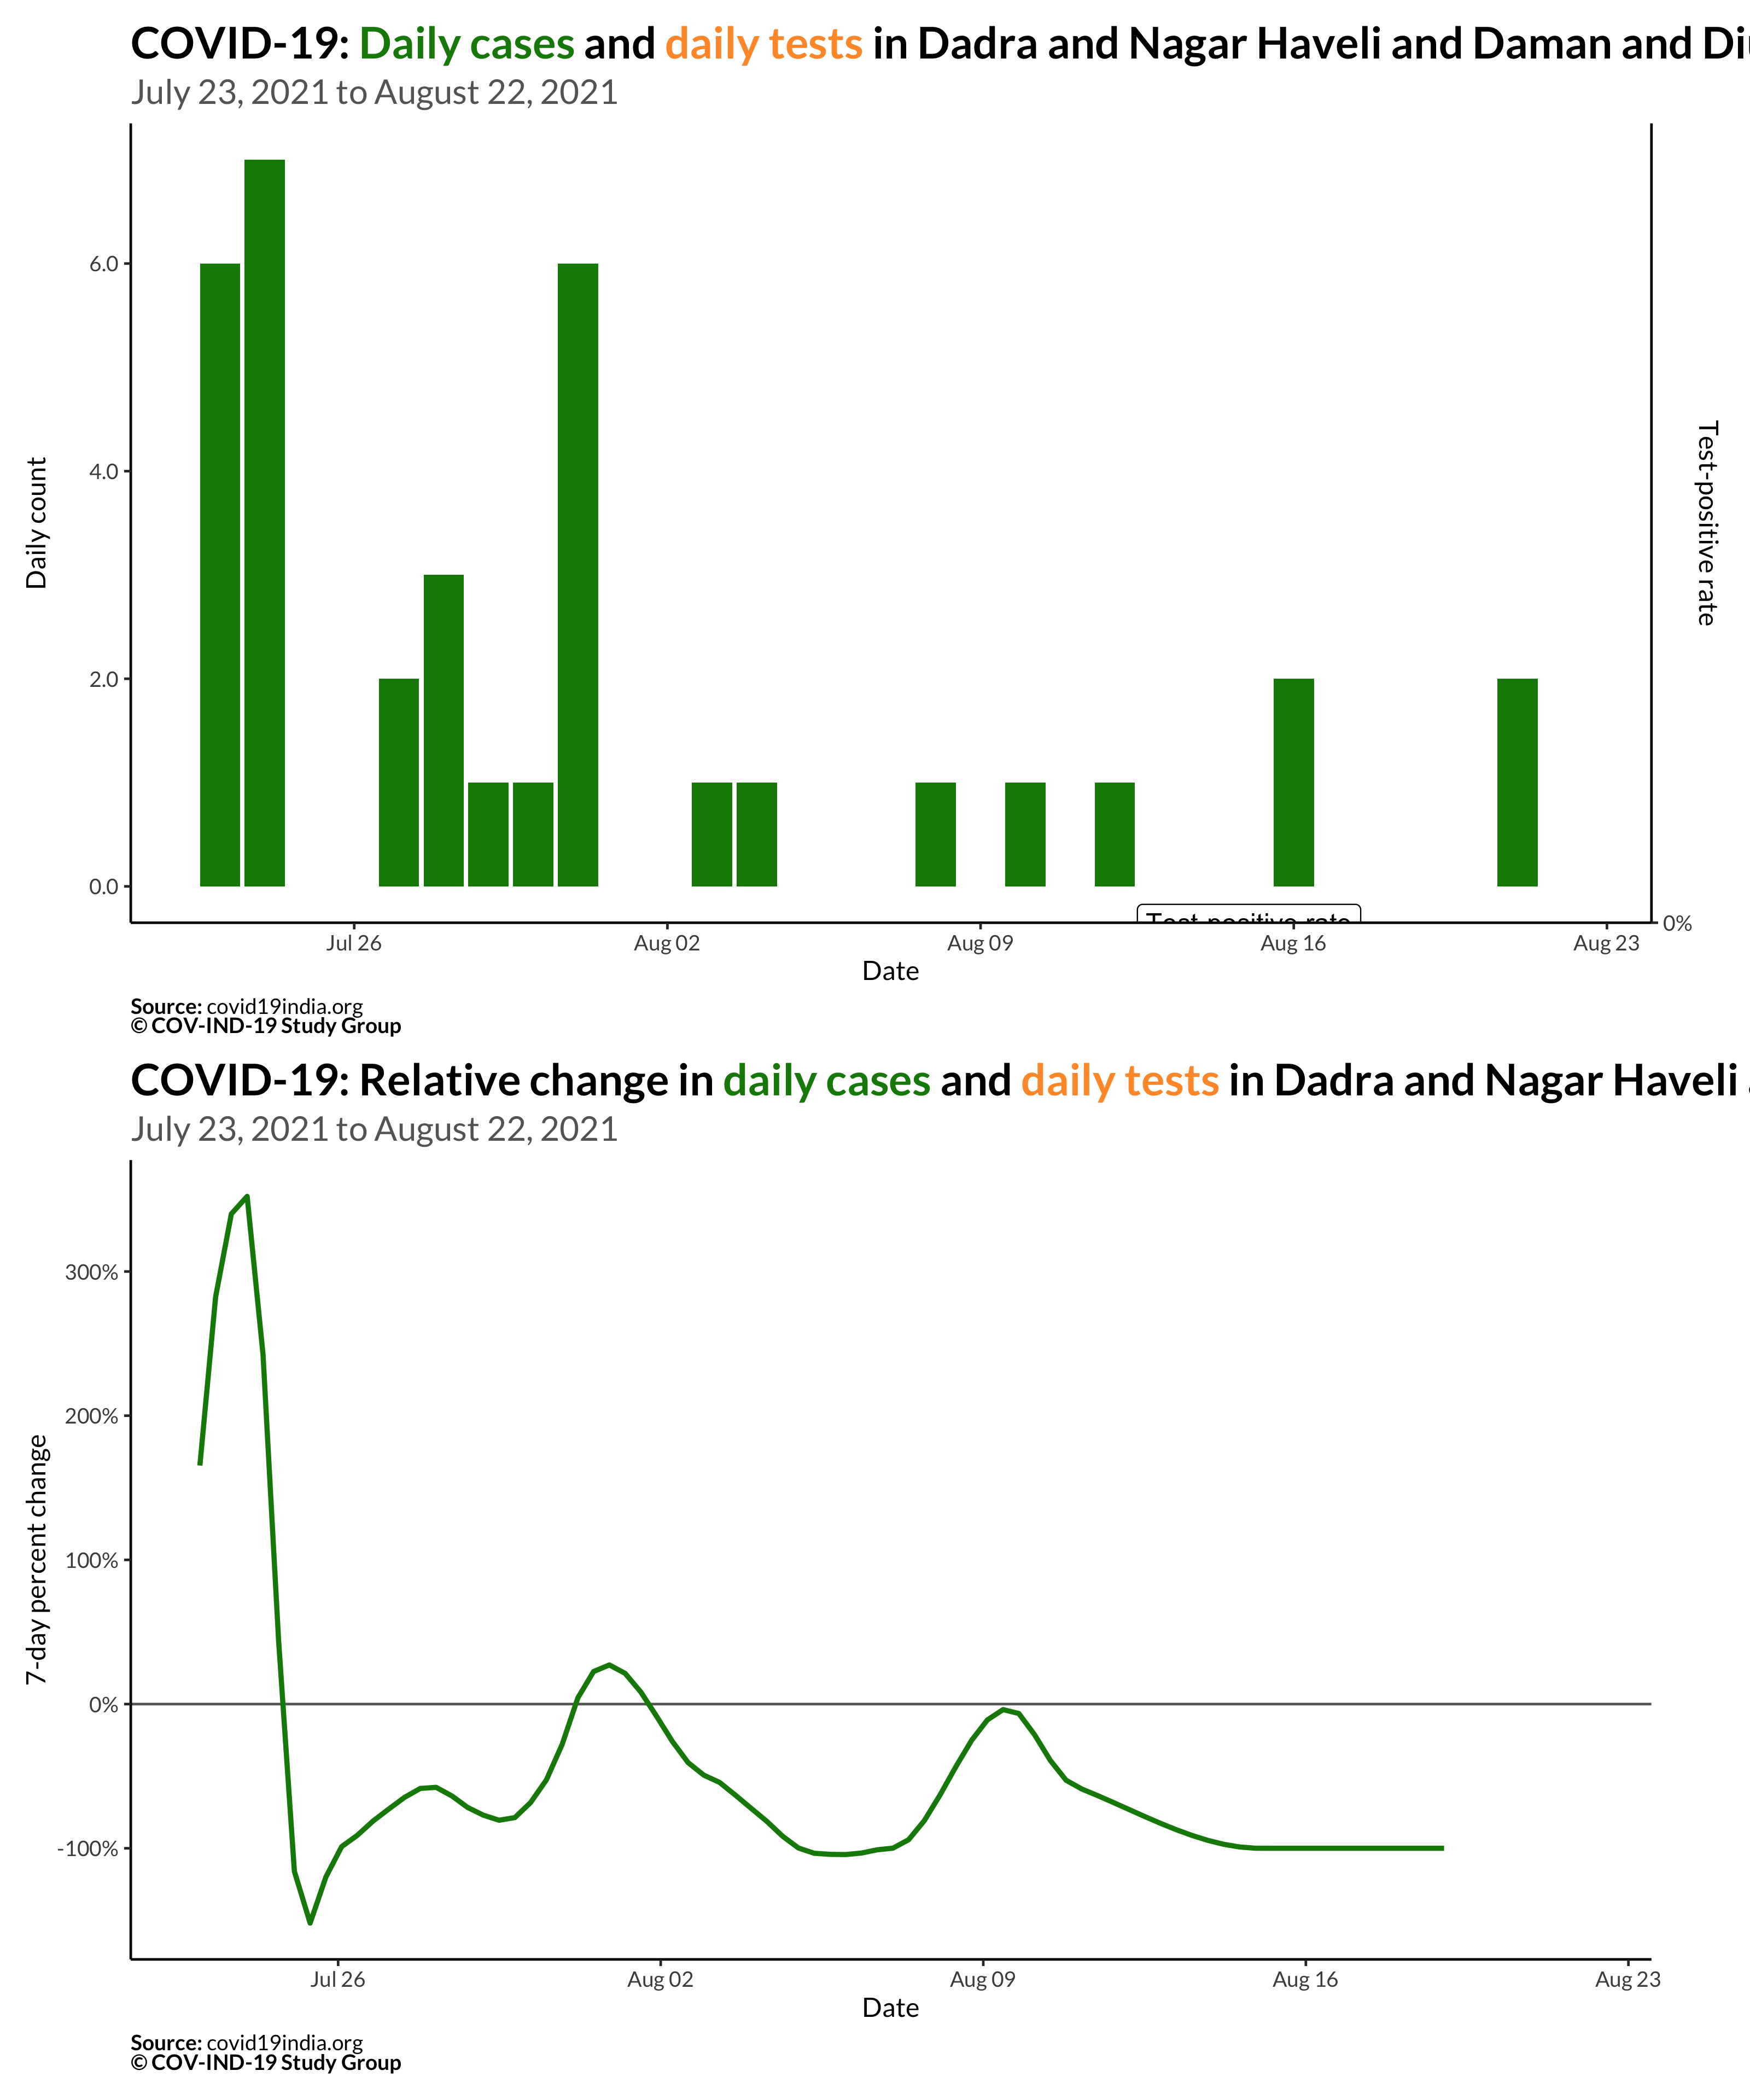 COVID-19: Daily cases and daily tests in Dadra and Nagar Haveli and Daman and
July 23, 2021 to August 22, 2021
6.0
4.0
2.0
0.0
Daily count
Test-positive rate
Test-positive rate
0%
Jul 26 Aug 02 Aug 09 Aug 16 Aug 23
Date
Source: covid19india.org
© COV-IND-19 Study Group
COVID-19: Relative change in daily cases and daily tests in Dadra and Nagar Haveli
July 23, 2021 to August 22, 2021
300%
200%
100%
0%
-100%
7-day percent change
Jul 26 Aug 02 Aug 09 Aug 16 Aug 23
Date
Source: covid19india.org
© COV-IND-19 Study Group